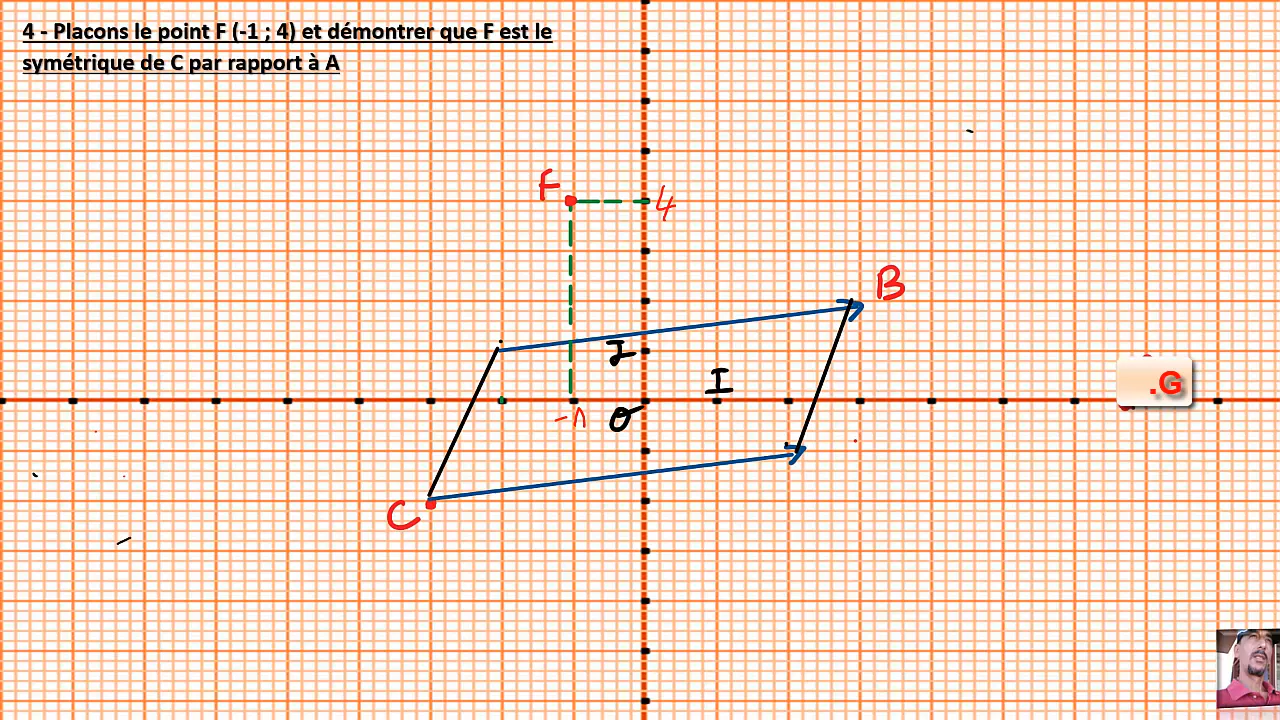 4 - Placons le point F (-1 ; 4) et démontrer que F est le
symétrique de C par rapport à A
F
4
B
I
I
.G
-1
O
C